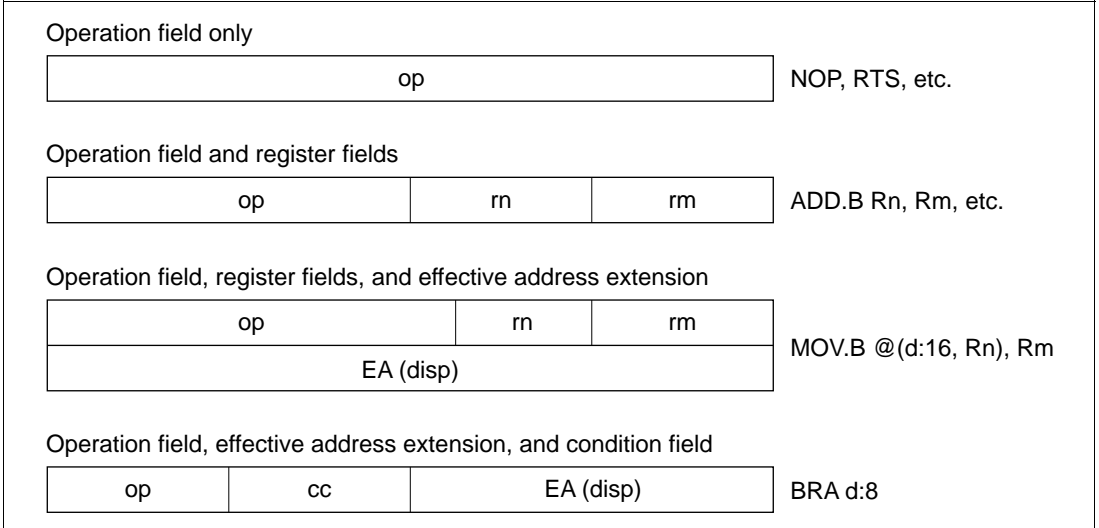 Operation field only
op NOP, RTS, etc.
Operation field and register fields
op rn rm ADD.B Rn, Rm, etc.
Operation field, register fields, and effective address extension
op rn rm
MOV.B @(d:16, Rn), Rm
EA (disp)
Operation field, effective address extension, and condition field
op cc EA (disp) BRA d:8